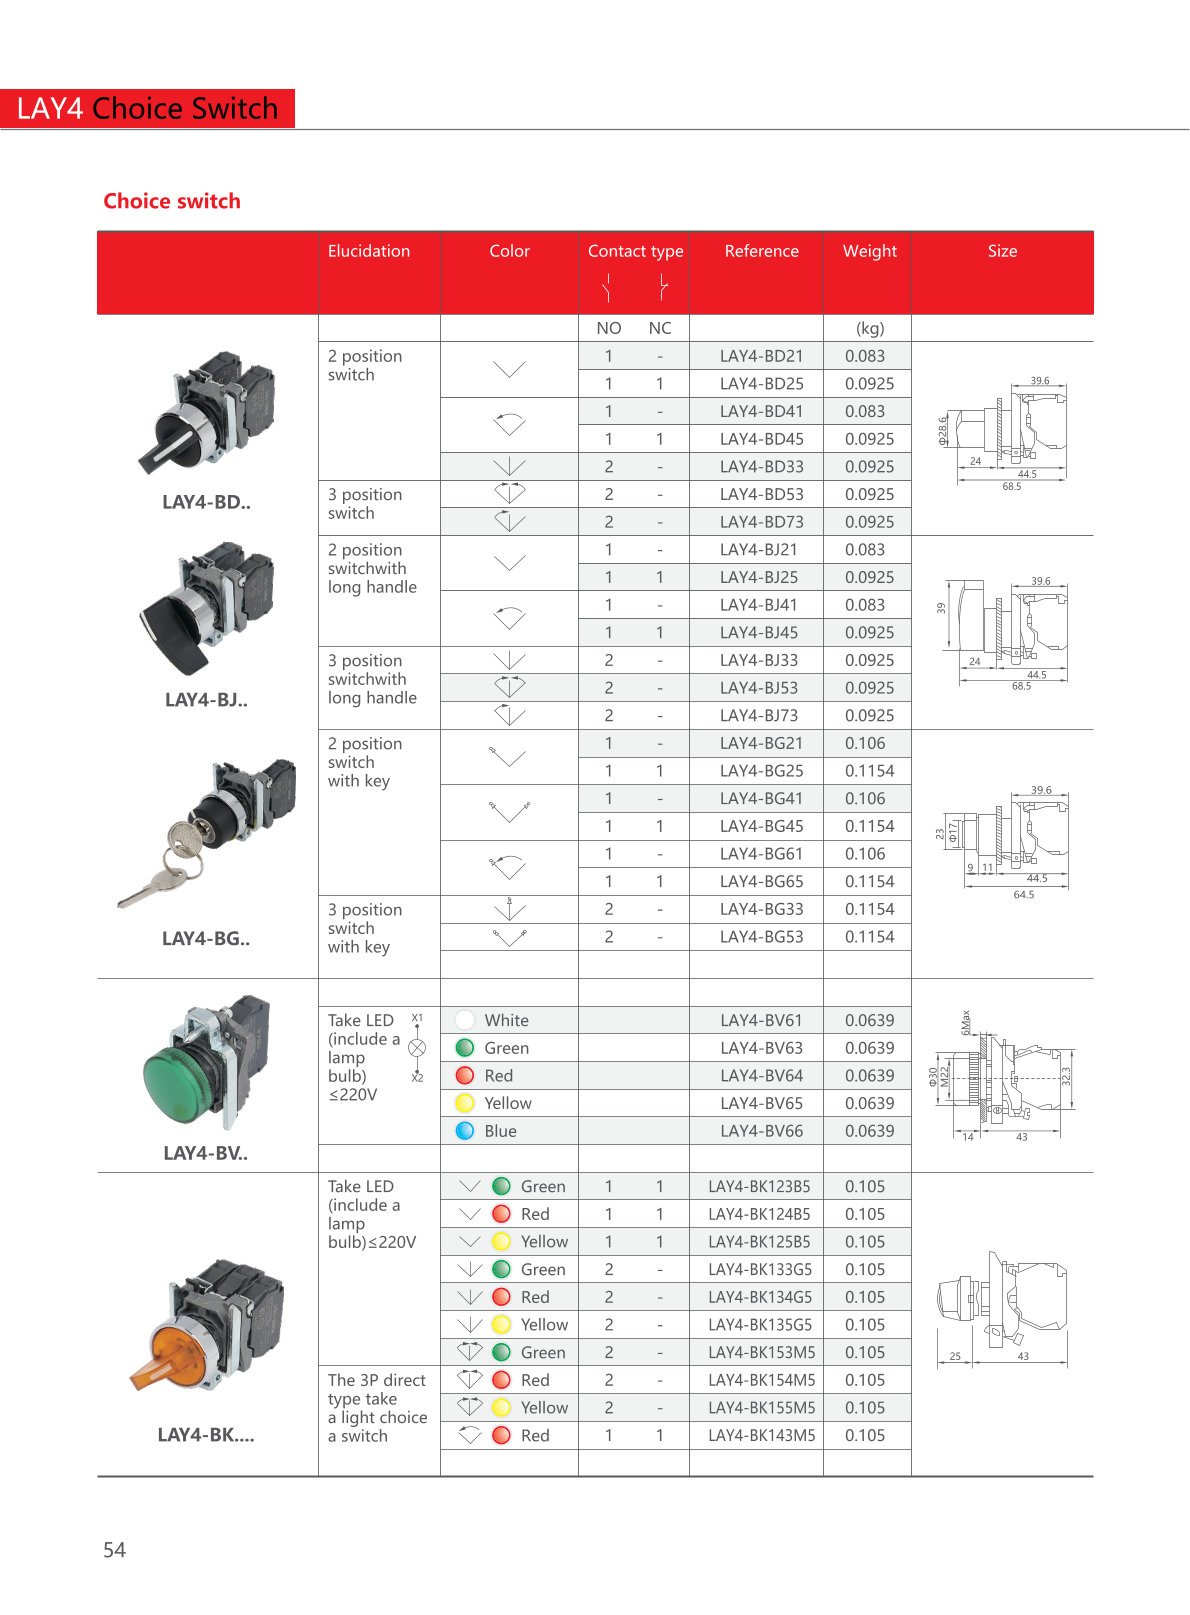 LAY4 Choice Switch
Choice switch
Elucidation Color Contact type Reference Weight Size
NO NC (kg)
2 position
switch
1 - LAY4-BD21 0.083
1 1 LAY4-BD25 0.0925
1 - LAY4-BD41 0.083
1 1 LAY4-BD45 0.0925
2 - LAY4-BD33 0.0925
3 position
switch
2 - LAY4-BD53 0.0925
2 - LAY4-BD73 0.0925
LAY4-BD..
39.6
Φ28.6
24
44.5
68.5
2 position
switchwith
long handle
1 - LAY4-BJ21 0.083
1 1 LAY4-BJ25 0.0925
1 - LAY4-BJ41 0.083
1 1 LAY4-BJ45 0.0925
3 position
switchwith
long handle
2 - LAY4-BJ33 0.0925
2 - LAY4-BJ53 0.0925
2 - LAY4-BJ73 0.0925
LAY4-BJ..
39.6
39
24
44.5
68.5
2 position
switch
with key
1 - LAY4-BG21 0.106
1 1 LAY4-BG25 0.1154
1 - LAY4-BG41 0.106
1 1 LAY4-BG45 0.1154
1 - LAY4-BG61 0.106
1 1 LAY4-BG65 0.1154
3 position
switch
with key
2 - LAY4-BG33 0.1154
2 - LAY4-BG53 0.1154
LAY4-BG..
39.6
23
Φ17
9 11
44.5
64.5
Take LED
(include a
lamp
bulb)
≤220V
X1
X2
White LAY4-BV61 0.0639
Green LAY4-BV63 0.0639
Red LAY4-BV64 0.0639
Yellow LAY4-BV65 0.0639
Blue LAY4-BV66 0.0639
LAY4-BV..
6Max
Φ30
M22
32.3
14 43
Take LED
(include a
lamp
bulb)≤220V
Green 1 1 LAY4-BK123B5 0.105
Red 1 1 LAY4-BK124B5 0.105
Yellow 1 1 LAY4-BK125B5 0.105
Green 2 - LAY4-BK133G5 0.105
Red 2 - LAY4-BK134G5 0.105
Yellow 2 - LAY4-BK135G5 0.105
Green 2 - LAY4-BK153M5 0.105
The 3P direct
type take
a light choice
a switch
Red 2 - LAY4-BK154M5 0.105
Yellow 2 - LAY4-BK155M5 0.105
Red 1 1 LAY4-BK143M5 0.105
LAY4-BK....
25 43
54